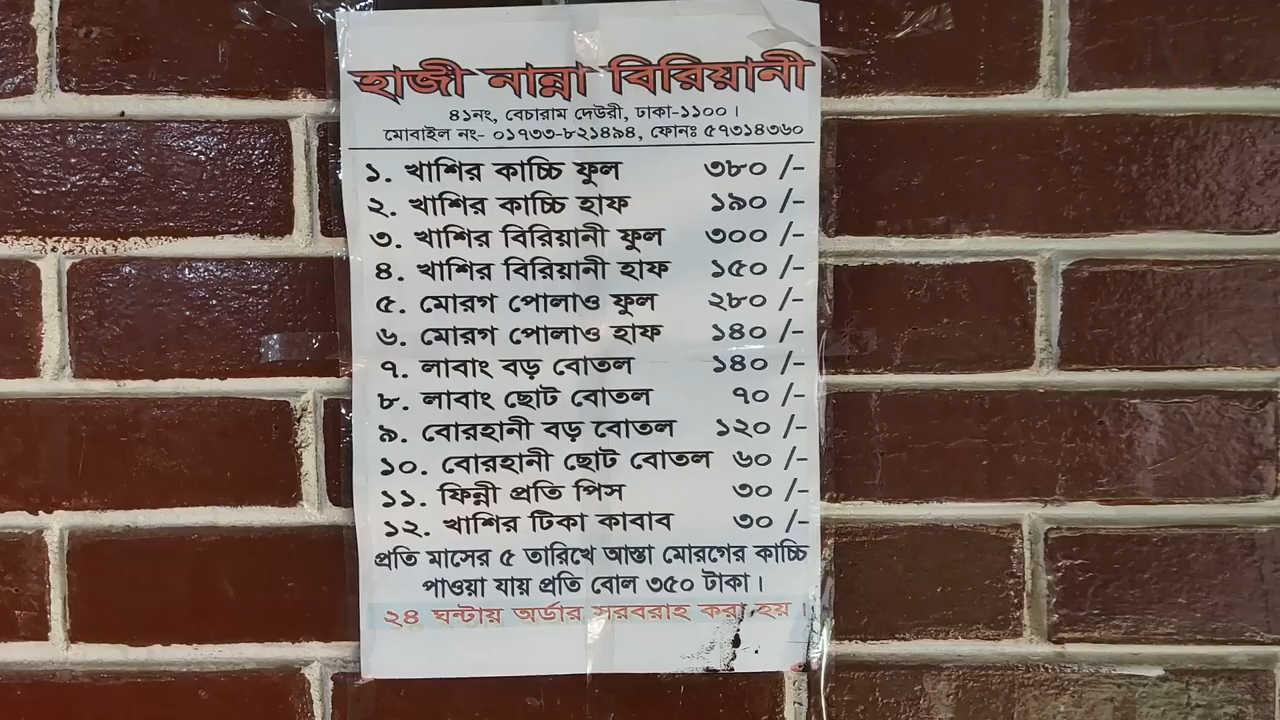 হাজী নান্না বিরিয়ানী
৪১নং, বেচারাম দেউরী, ঢাকা-১১০০।
মোবাইল নং- ০১৭৩৩-৮২১৪৯৪, ফোনঃ ৫৭৩১৪৩৬০
১. খাশির কাচ্চি ফুল ৩৮০ /-
২. খাশির কাচ্চি হাফ ১৯০ /-
৩. খাশির বিরিয়ানী ফুল ৩০০ /-
৪. খাশির বিরিয়ানী হাফ ১৫০ /-
৫. মোরগ পোলাও ফুল ২৮০ /-
৬. মোরগ পোলাও হাফ ১৪০ /-
৭. লাবাং বড় বোতল ১৪০ /-
৮. লাবাং ছোট বোতল ৭০ /-
৯. বোরহানী বড় বোতল ১২০ /-
১০. বোরহানী ছোট বোতল ৬০ /-
১১. ফিন্নী প্রতি পিস ৩০ /-
১২. খাশির টিকা কাবাব ৩০ /-
প্রতি মাসের ৫ তারিখে আস্তা মোরগের কাচ্চি
পাওয়া যায় প্রতি বোল ৩৫০ টাকা।
২৪ ঘন্টায় অর্ডার সরবরাহ করা হয়।